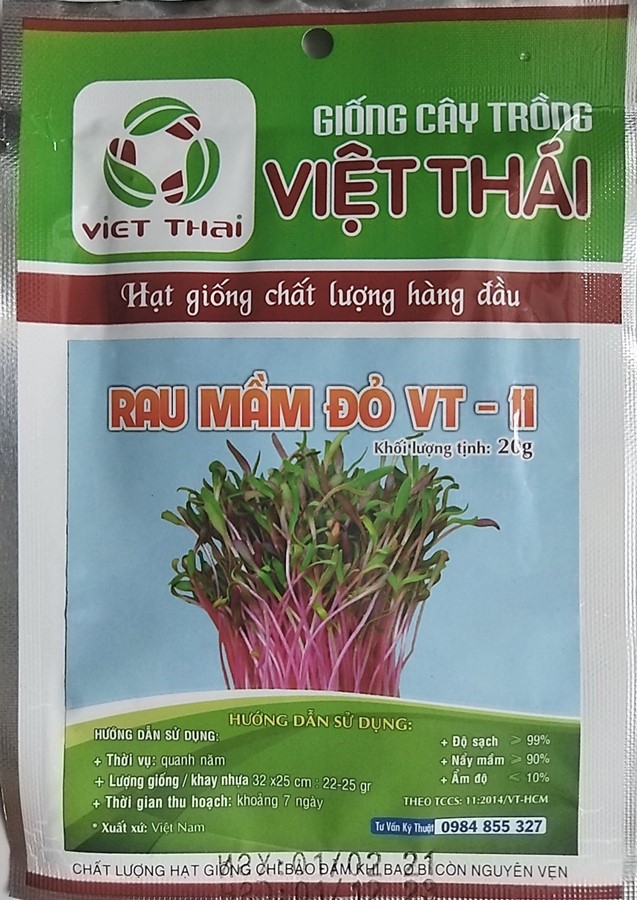 VIET THAI
GIỐNG CÂY TRỒNG
VIỆT THÁI
Hạt giống chất lượng hàng đầu
RAU MẦM ĐỎ VT - 11
Khối lượng tịnh: 20g
HƯỚNG DẪN SỬ DỤNG:
HƯỚNG DẪN SỬ DỤNG:
+ Thời vụ: quanh năm
+ Lượng giống / khay nhựa 32 x25 cm : 22-25 gr
+ Thời gian thu hoạch: khoảng 7 ngày
* Xuất xứ: Việt Nam
+ Độ sạch ≥ 99%
+ Nẩy mầm ≥ 90%
+ Ẩm độ ≤ 10%
THEO TCCS: 11:2014/VT-HCM
Tư Vấn Kỹ Thuật 0984 855 327
NSX:01/02 21
CHẤT LƯỢNG HẠT GIỐNG CHỈ BẢO ĐẢM KHI BAO BÌ CÒN NGUYÊN VẸN